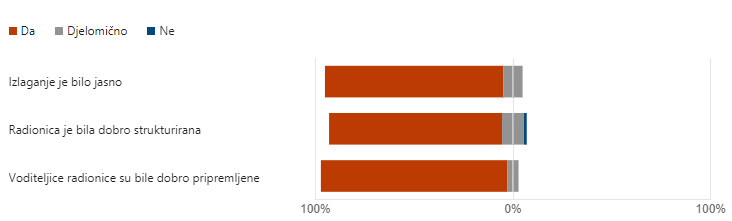 Da Djelomično Ne
Izlaganje je bilo jasno
Radionica je bila dobro strukturirana
Voditeljice radionice su bile dobro pripremljene
100% 0% 100%